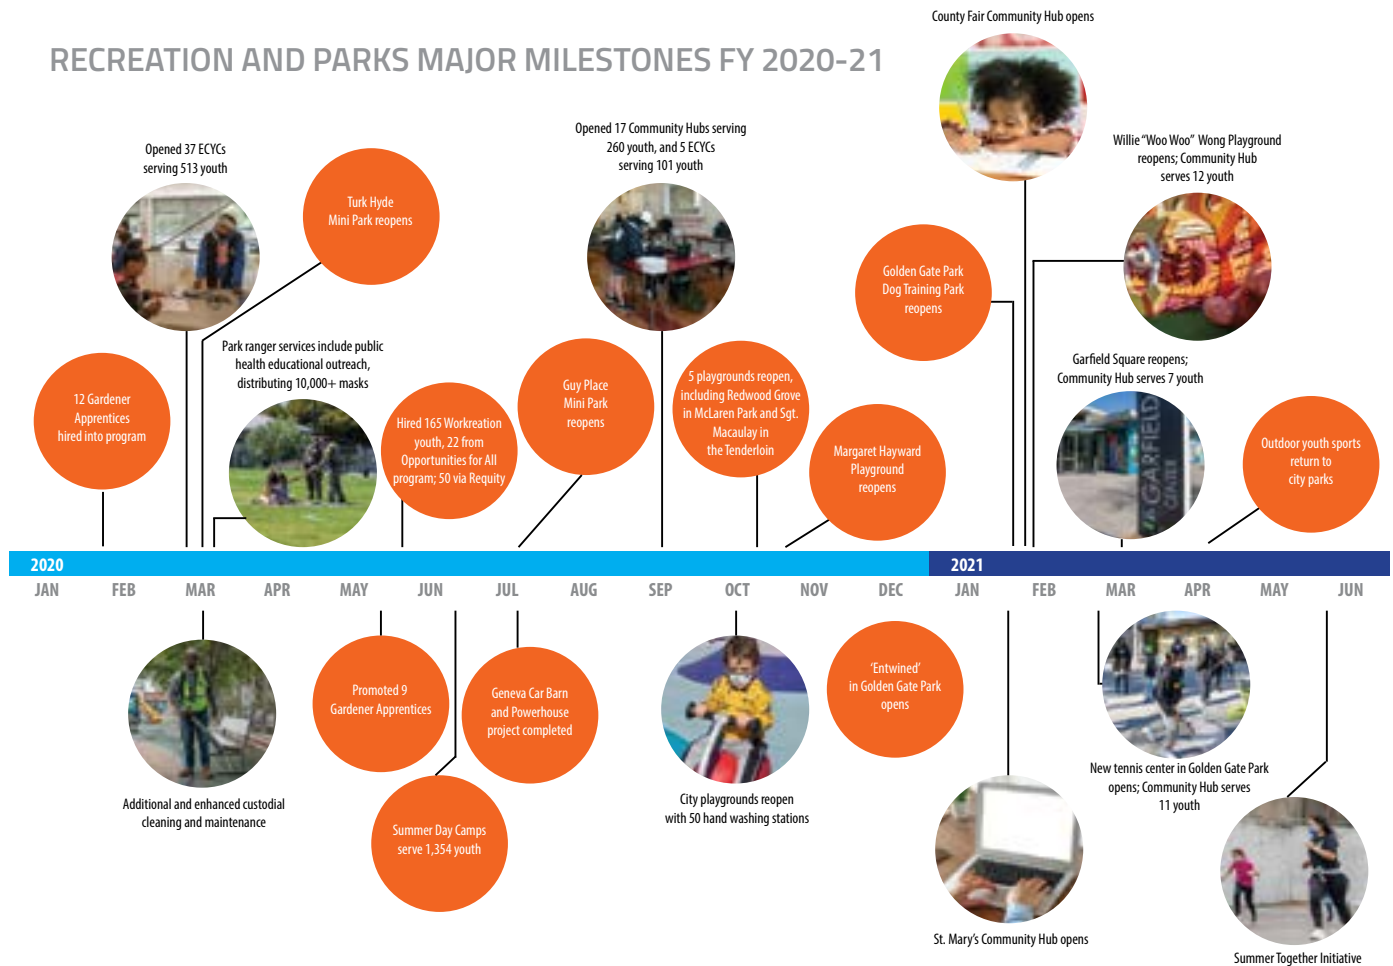 County Fair Community Hub opens
RECREATION AND PARKS MAJOR MILESTONES FY 2020-21
Opened 37 ECYCs
serving 513 youth
Turk Hyde
Mini Park reopens
Opened 17 Community Hubs serving
260 youth, and 5 ECYCs
serving 101 youth
Willie “Woo Woo” Wong Playground
reopens; Community Hub
serves 12 youth
Golden Gate Park
Dog Training Park
reopens
12 Gardener
Apprentices
hired into program
Park ranger services include public
health educational outreach,
distributing 10,000+ masks
Hired 165 Workreation
youth, 22 from
Opportunities for All
program; 50 via Requity
Guy Place
Mini Park
reopens
5 playgrounds reopen,
including Redwood Grove
in McLaren Park and Sgt.
Macaulay in
the Tenderloin
Margaret Hayward
Playground
reopens
Garfield Square reopens;
Community Hub serves 7 youth
GARFIELD
CENTER
Outdoor youth sports
return to
city parks
2020
2021
JAN FEB MAR APR MAY JUN JUL AUG SEP OCT NOV DEC JAN FEB MAR APR MAY JUN
Additional and enhanced custodial
cleaning and maintenance
Promoted 9
Gardener Apprentices
Summer Day Camps
serve 1,354 youth
Geneva Car Barn
and Powerhouse
project completed
City playgrounds reopen
with 50 hand washing stations
‘Entwined’
in Golden Gate Park
opens
St. Mary’s Community Hub opens
New tennis center in Golden Gate Park
opens; Community Hub serves
11 youth
Summer Together Initiative